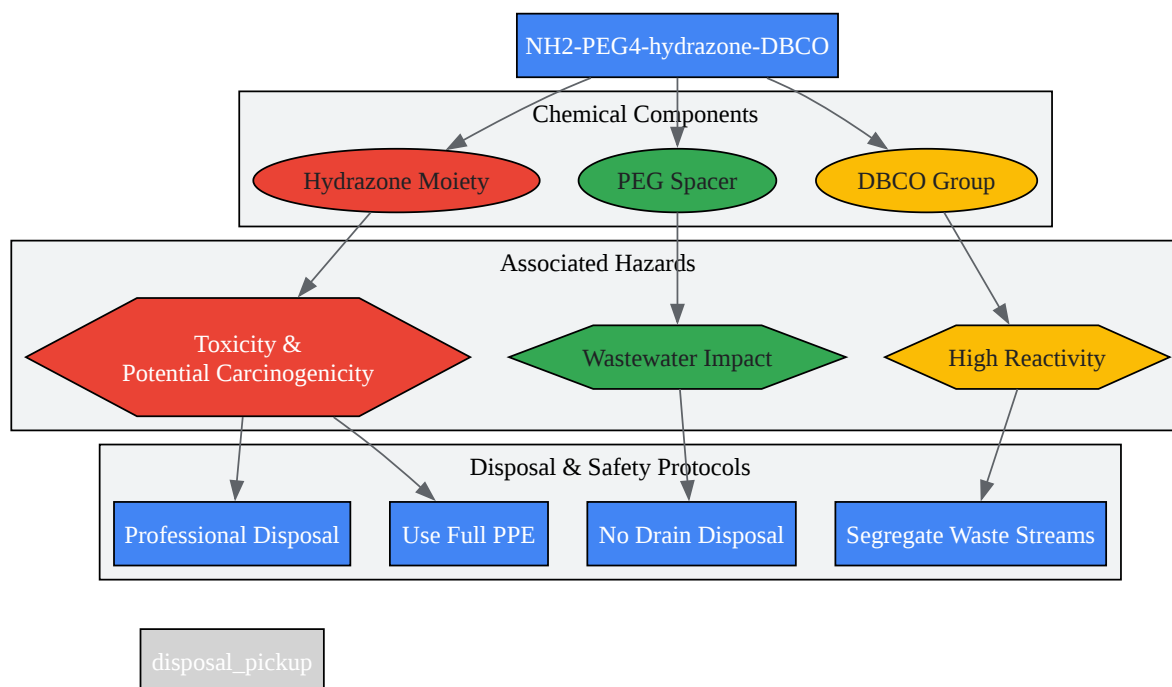 NH2-PEG4-hydrazone-DBCO
Chemical Components
Hydrazone Moiety
PEG Spacer
DBCO Group
Associated Hazards
Toxicity &
Potential Carcinogenicity
Wastewater Impact
High Reactivity
Disposal & Safety Protocols
Professional Disposal
Use Full PPE
No Drain Disposal
Segregate Waste Streams
disposal_pickup